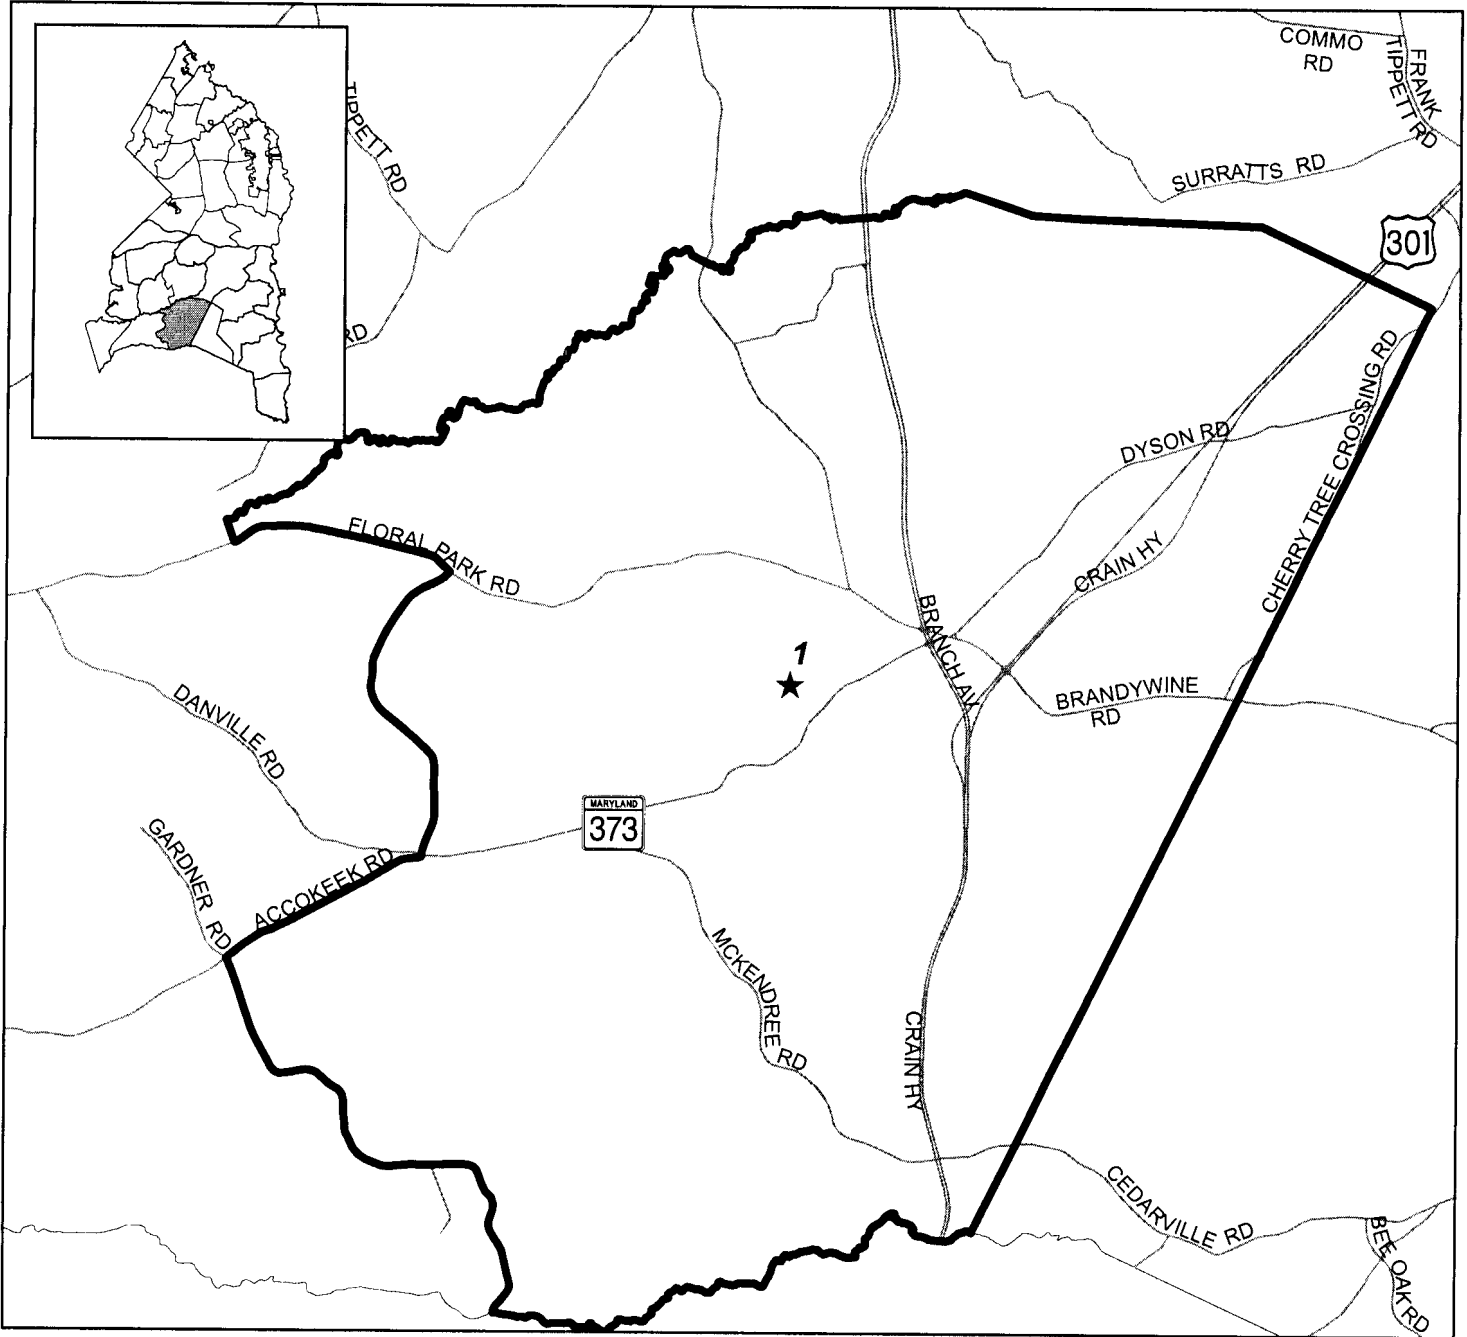 COMMO
RD
FRANK
TIPPETT RD
TIPPETT RD
SURRATTS RD
301
RD
CHERRY TREE CROSSING RD
DYSON RD
FLORAL PARK RD
CRAIN HY
BRANCH AV
1
BRANDYWINE
RD
DANVILLE RD
MARYLAND
373
GARDNER RD
ACCOKEEK RD
MCKENDREE RD
CRAIN HY
CEDARVILLE RD
BEE OAK RD